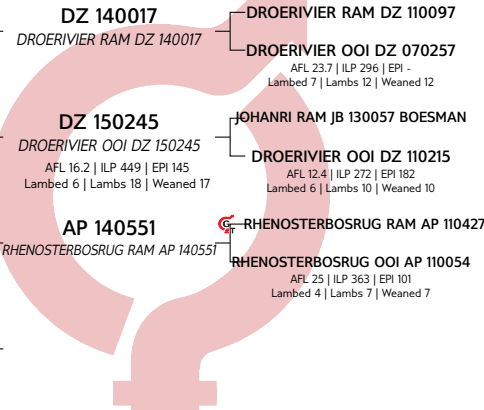 DZ 140017
DROERIVIER RAM DZ 140017
DROERIVIER RAM DZ 110097
DROERIVIER OOI DZ 070257
AFL 23.7 | ILP 296 | EPI -
Lambed 7 | Lambs 12 | Weaned 12
DZ 150245
DROERIVIER OOI DZ 150245
AFL 16.2 | ILP 449 | EPI 145
Lambed 6 | Lambs 18 | Weaned 17
JOHANRI RAM JB 130057 BOESMAN
DROERIVIER OOI DZ 110215
AFL 12.4 | ILP 272 | EPI 182
Lambed 6 | Lambs 10 | Weaned 10
AP 140551
RHENOSTERBOSRUG RAM AP 140551
GT
RHENOSTERBOSRUG RAM AP 110427
RHENOSTERBOSRUG OOI AP 110054
AFL 25 | ILP 363 | EPI 101
Lambed 4 | Lambs 7 | Weaned 7